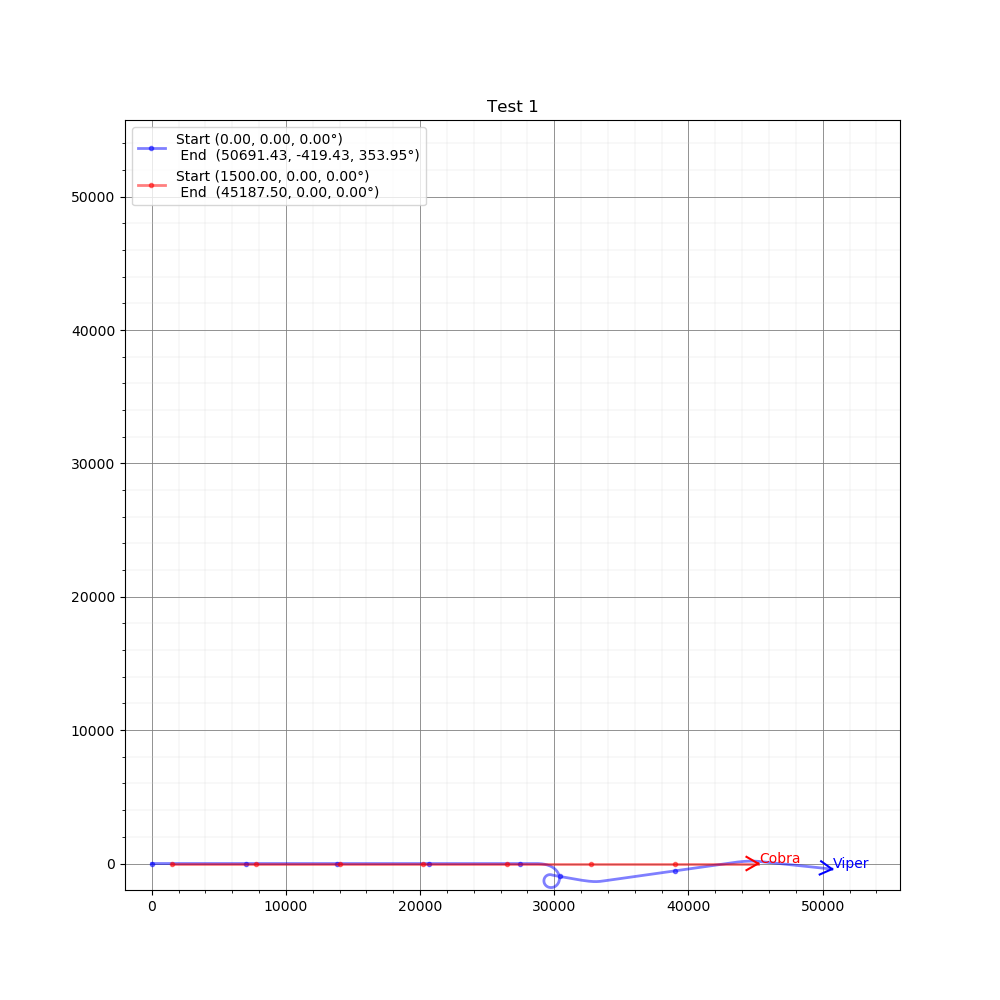 Test 1
Start (0.00, 0.00, 0.00°)
End (50691.43, -419.43, 353.95°)
Start (1500.00, 0.00, 0.00°)
End (45187.50, 0.00, 0.00°)
50000
40000
30000
20000
10000
0
Cobra
Viper
0 10000 20000 30000 40000 50000